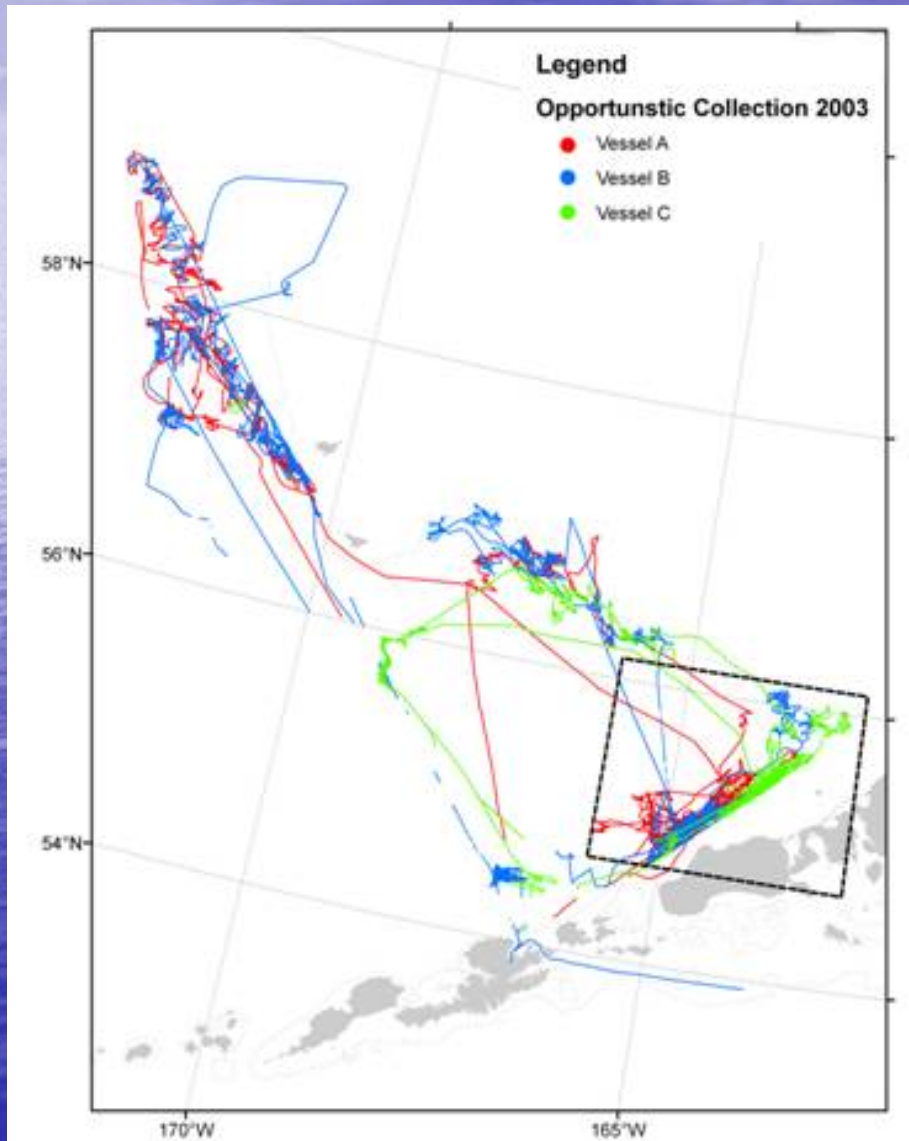 Legend
Opportunstic Collection 2003
Vessel A
Vessel B
Vessel C
58°N
56°N
54°N
170°W
165°W